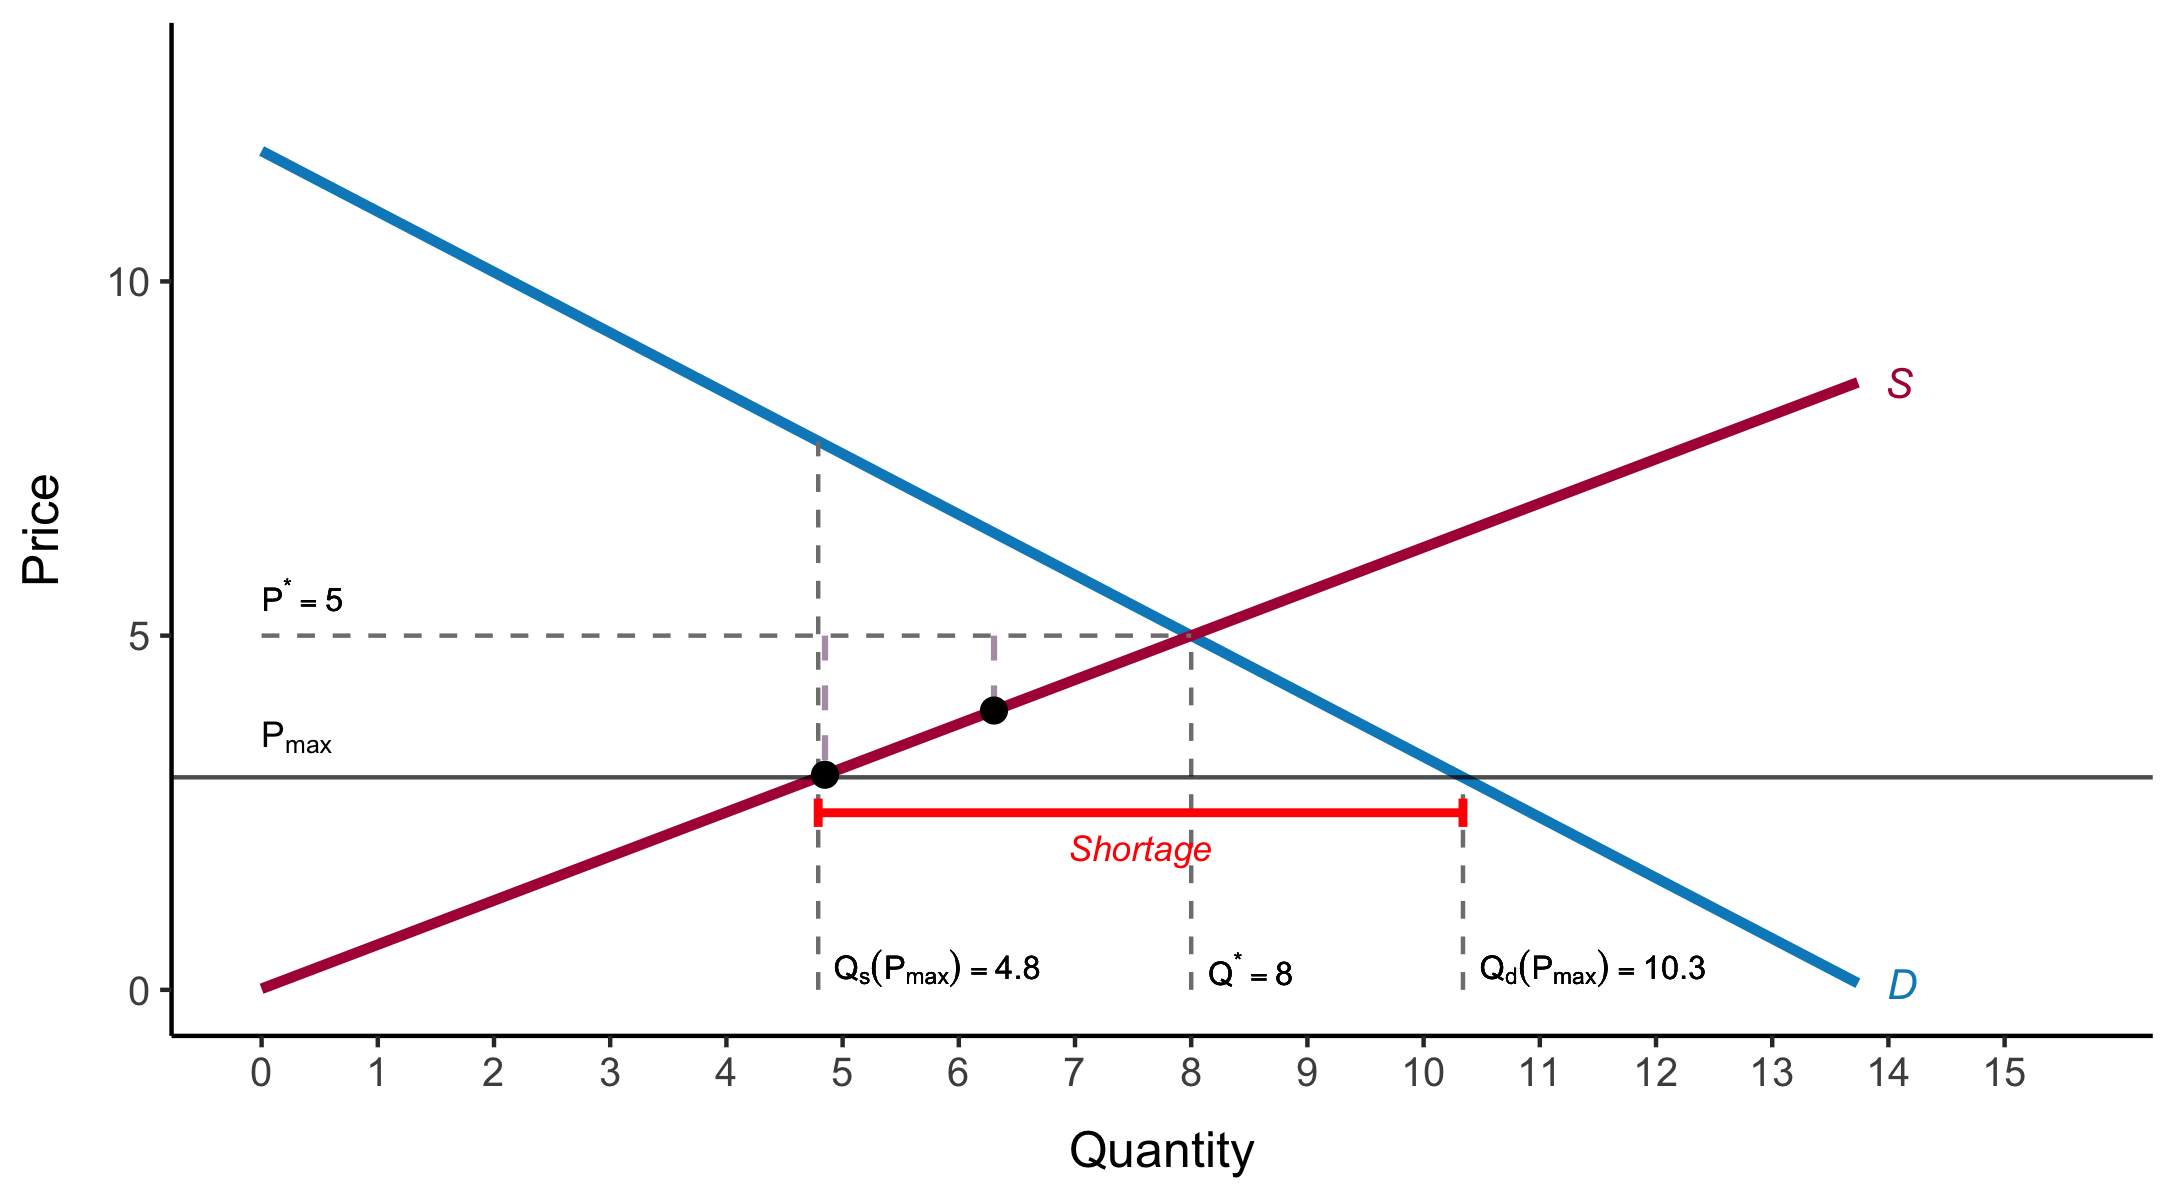 10
S
Price
P* = 5
5
Pmax
Shortage
Qs(Pmax) = 4.8
Q* = 8
Qd(Pmax) = 10.3
D
0
0 1 2 3 4 5 6 7 8 9 10 11 12 13 14 15
Quantity